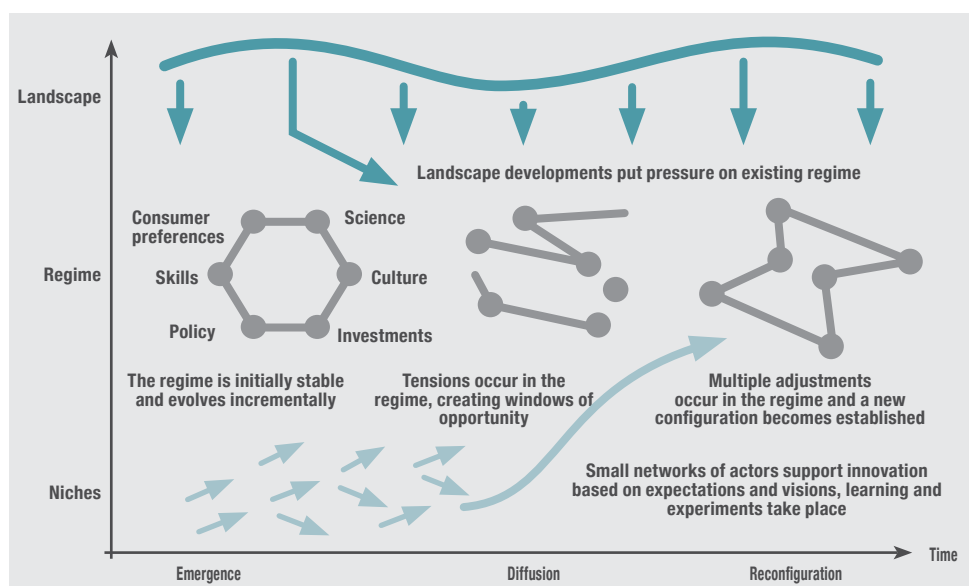 Landscape
Landscape developments put pressure on existing regime
Consumer
preferences
Science
Regime
Skills
Culture
Policy
Investments
The regime is initially stable
and evolves incrementally
Tensions occur in the
regime, creating windows of
opportunity
Multiple adjustments
occur in the regime and a new
configuration becomes established
Niches
Small networks of actors support innovation
based on expectations and visions, learning and
experiments take place
Time
Emergence
Diffusion
Reconfiguration